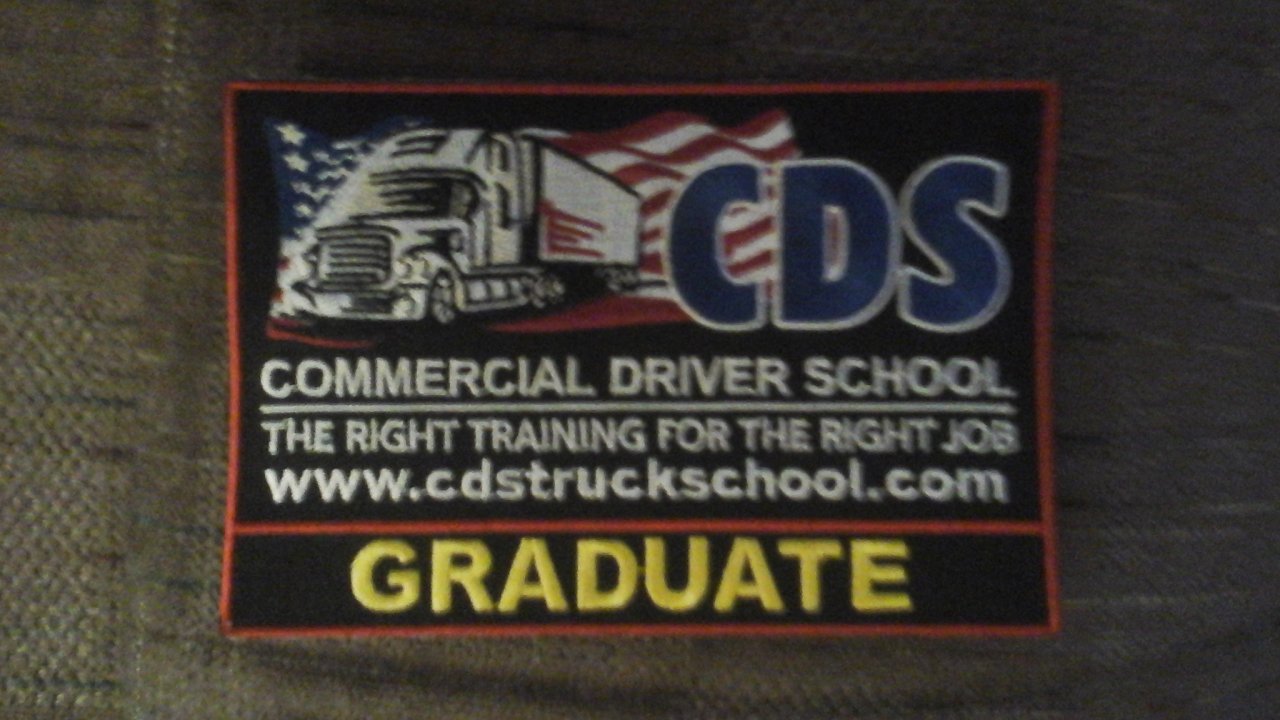 CDS
COMMERCIAL DRIVER SCHOOL
THE RIGHT TRAINING FOR THE RIGHT JOB
www.cdstruckschool.com
GRADUATE